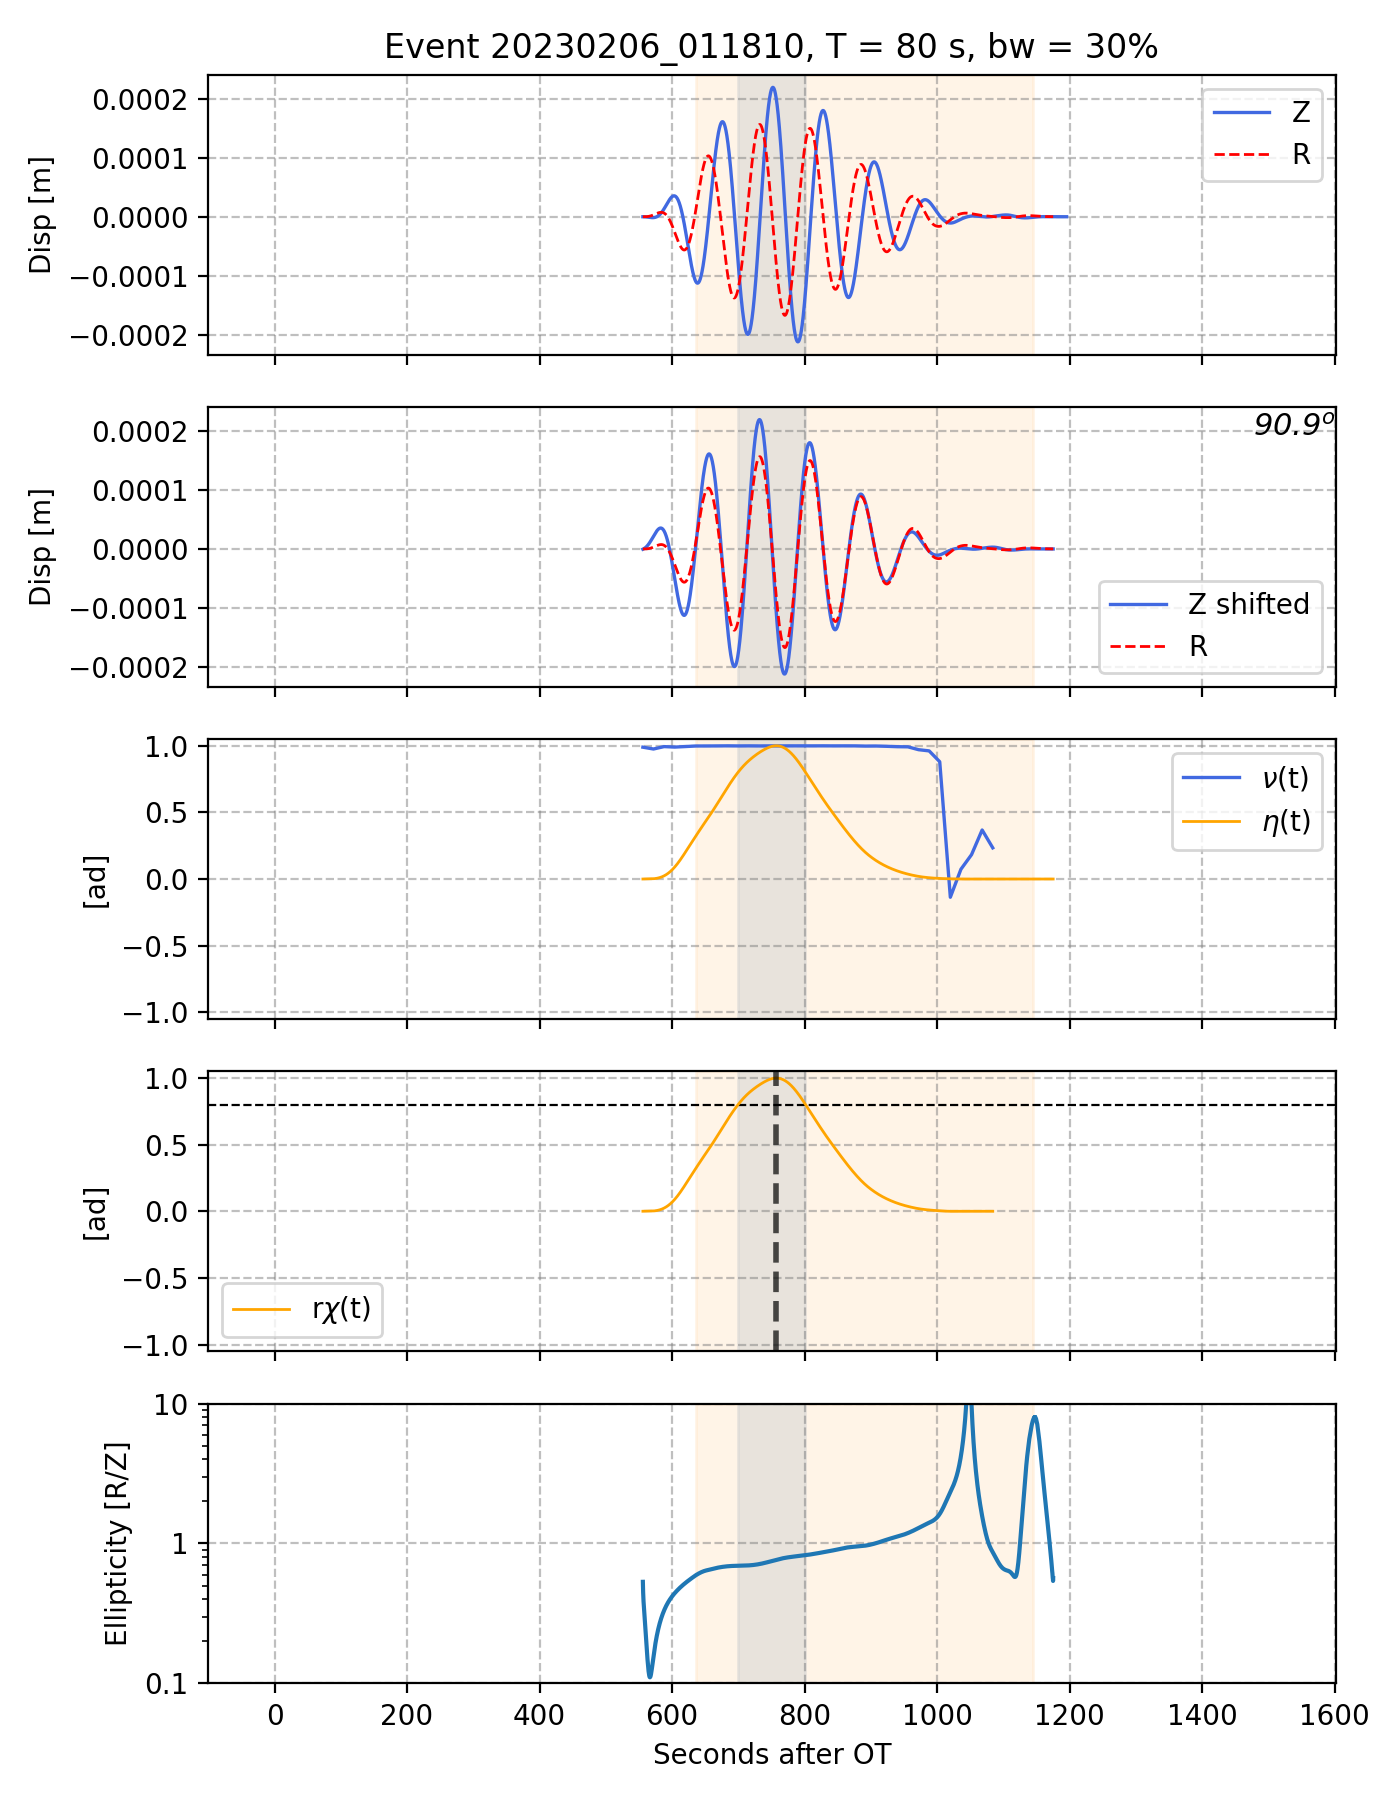 Event 20230206_011810, T = 80 s, bw = 30%
0.0002
0.0001
0.0000
−0.0001
−0.0002
Disp [m]
Z
R
0.0002
0.0001
0.0000
−0.0001
−0.0002
Disp [m]
90.9°
Z shifted
R
1.0
0.5
0.0
−0.5
−1.0
[ad]
ν(t)
η(t)
1.0
0.5
0.0
−0.5
−1.0
[ad]
rχ(t)
10
1
0.1
Ellipticity [R/Z]
0 200 400 600 800 1000 1200 1400 1600
Seconds after OT